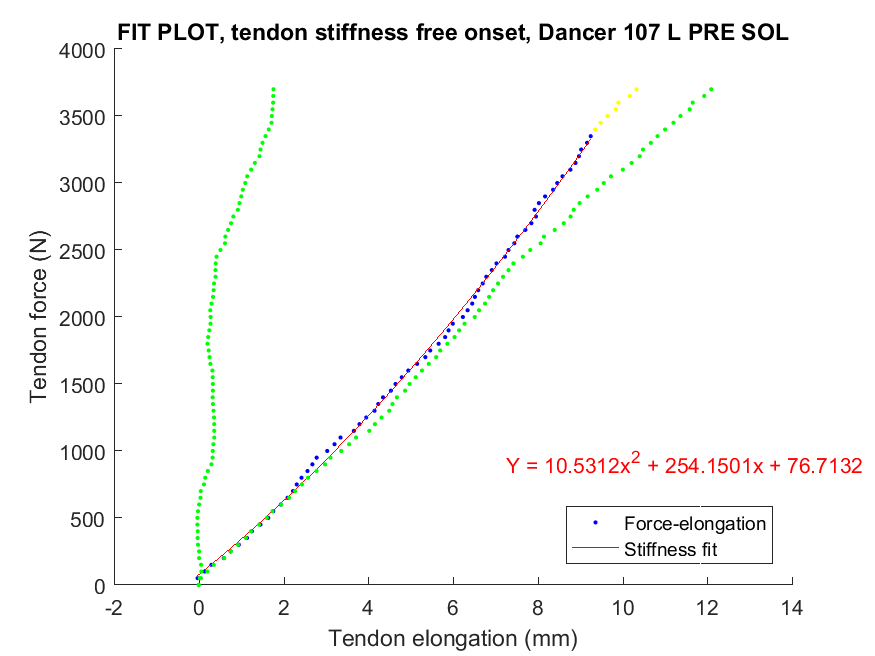 FIT PLOT, tendon stiffness free onset, Dancer 107 L PRE SOL
4000
3500
3000
2500
2000
1500
1000
500
0
Tendon force (N)
Y = 10.5312x² + 254.1501x + 76.7132
Force-elongation
Stiffness fit
-2 0 2 4 6 8 10 12 14
Tendon elongation (mm)